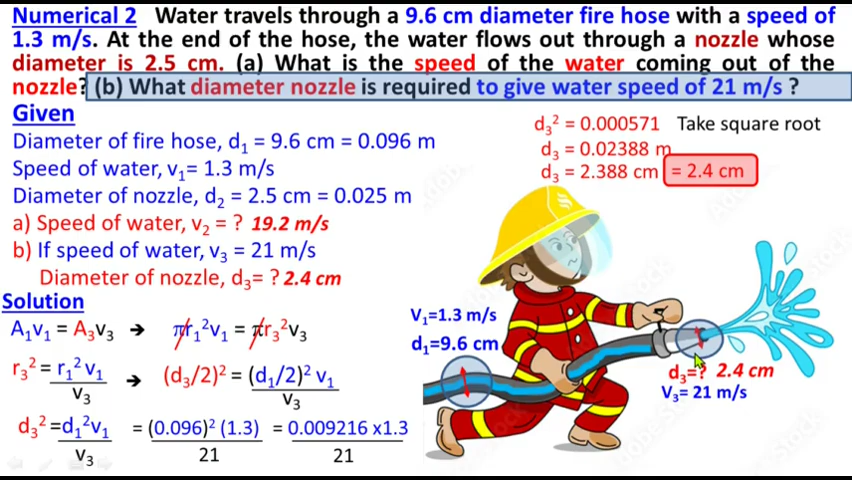 Numerical 2 Water travels through a 9.6 cm diameter fire hose with a speed of
1.3 m/s. At the end of the hose, the water flows out through a nozzle whose
diameter is 2.5 cm. (a) What is the speed of the water coming out of the
nozzle? (b) What diameter nozzle is required to give water speed of 21 m/s ?
Given
Diameter of fire hose, d₁ = 9.6 cm = 0.096 m
Speed of water, v₁= 1.3 m/s
Diameter of nozzle, d₂ = 2.5 cm = 0.025 m
a) Speed of water, v₂ = ? 19.2 m/s
b) If speed of water, v₃ = 21 m/s
Diameter of nozzle, d₃= ? 2.4 cm
Solution
A₁v₁ = A₃v₃ → πr₁²v₁ = πr₃²v₃
r₃² = r₁² v₁ → (d₃/2)² = (d₁/2)² v₁
v₃ v₃
d₃² =d₁²v₁ = (0.096)² (1.3) = 0.009216 x1.3
v₃ 21 21
d₃² = 0.000571 Take square root
d₃ = 0.02388 m
d₃ = 2.388 cm = 2.4 cm
V₁=1.3 m/s
d₁=9.6 cm
d₃=? 2.4 cm
V₃= 21 m/s